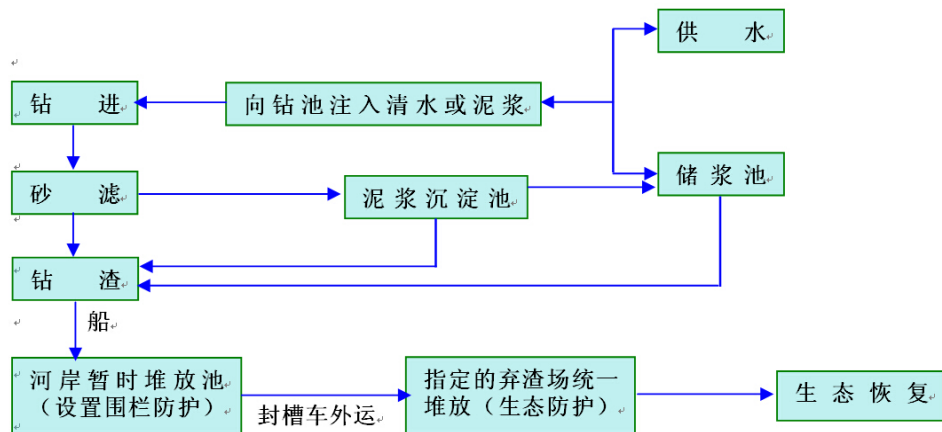 供水
钻进
向钻池注入清水或泥浆
砂滤
泥浆沉淀池
储浆池
钻渣
船
河岸暂时堆放池
（设置围栏防护）
封槽车外运
指定的弃渣场统一
堆放（生态防护）
生态恢复